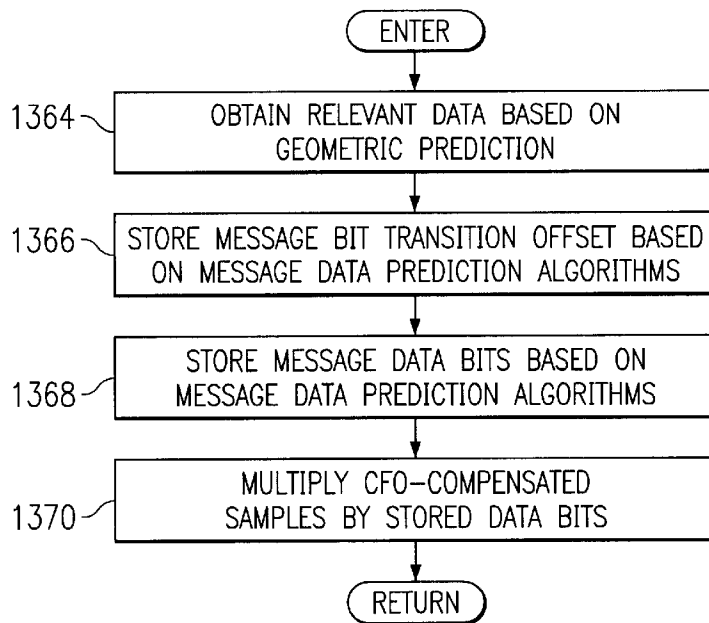 ENTER
1364
OBTAIN RELEVANT DATA BASED ON
GEOMETRIC PREDICTION
1366
STORE MESSAGE BIT TRANSITION OFFSET BASED
ON MESSAGE DATA PREDICTION ALGORITHMS
1368
STORE MESSAGE DATA BITS BASED ON
MESSAGE DATA PREDICTION ALGORITHMS
1370
MULTIPLY CFO-COMPENSATED
SAMPLES BY STORED DATA BITS
RETURN